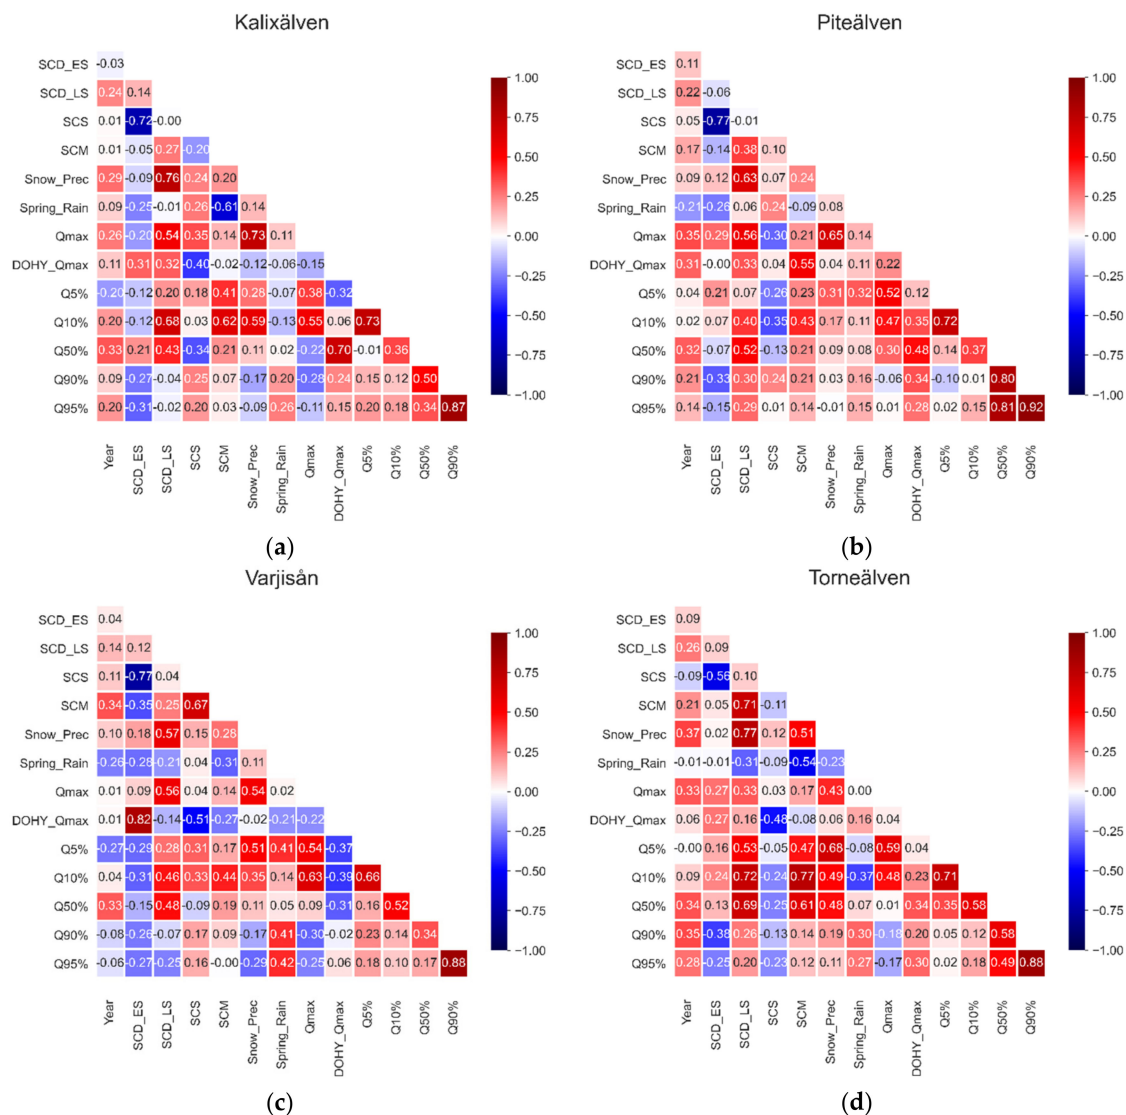 Kalixälven
SCD_ES -0.03
SCD_LS 0.24 0.14
SCS 0.01 -0.72 -0.00
SCM 0.01 -0.05 0.27 -0.20
Snow_Prec 0.29 -0.09 0.76 0.24 0.20
Spring_Rain 0.09 -0.25 -0.01 0.26 -0.61 0.14
Qmax 0.26 -0.20 0.54 0.35 0.14 0.73 0.11
DOHY_Qmax 0.11 0.31 0.32 -0.40 -0.02 -0.12 -0.06 -0.15
Q5% -0.20 -0.12 0.20 0.18 0.41 0.28 -0.07 0.38 -0.32
Q10% 0.20 -0.12 0.68 0.03 0.62 0.59 -0.13 0.55 0.06 0.73
Q50% 0.33 0.21 0.43 -0.34 0.21 0.11 0.02 -0.22 0.70 -0.01 0.36
Q90% 0.09 -0.27 -0.04 0.25 0.07 -0.17 0.20 -0.28 0.24 0.15 0.12 0.50
Q95% 0.20 -0.31 -0.02 0.20 0.03 -0.09 0.26 -0.11 0.15 0.20 0.18 0.34 0.87
Year SCD_ES SCD_LS SCS SCM Snow_Prec Spring_Rain Qmax DOHY_Qmax Q5% Q10% Q50% Q90%
1.00
0.75
0.50
0.25
0.00
−0.25
−0.50
−0.75
−1.00
(a)
Piteälven
SCD_ES 0.11
SCD_LS 0.22 -0.06
SCS 0.05 -0.77 -0.01
SCM 0.17 -0.14 0.38 0.10
Snow_Prec 0.09 0.12 0.63 0.07 0.24
Spring_Rain -0.21 -0.26 0.06 0.24 -0.09 0.08
Qmax 0.35 0.29 0.56 -0.30 0.21 0.65 0.14
DOHY_Qmax 0.31 -0.00 0.33 0.04 0.55 0.04 0.11 0.22
Q5% 0.04 0.21 0.07 -0.26 0.23 0.31 0.32 0.52 0.12
Q10% 0.02 0.07 0.40 -0.35 0.43 0.17 0.11 0.47 0.35 0.72
Q50% 0.32 -0.07 0.52 -0.13 0.21 0.09 0.08 0.30 0.48 0.14 0.37
Q90% 0.21 -0.33 0.30 0.24 0.21 0.03 0.16 -0.06 0.34 -0.10 0.01 0.80
Q95% 0.14 -0.15 0.29 0.01 0.14 -0.01 0.15 0.01 0.28 0.02 0.15 0.81 0.92
Year SCD_ES SCD_LS SCS SCM Snow_Prec Spring_Rain Qmax DOHY_Qmax Q5% Q10% Q50% Q90%
1.00
0.75
0.50
0.25
0.00
−0.25
−0.50
−0.75
−1.00
(b)
Varjisån
SCD_ES 0.04
SCD_LS 0.14 0.12
SCS 0.11 -0.77 0.04
SCM 0.34 -0.35 0.25 0.67
Snow_Prec 0.10 0.18 0.57 0.15 0.28
Spring_Rain -0.26 -0.28 -0.21 0.04 -0.31 0.11
Qmax 0.01 0.09 0.56 0.04 0.14 0.54 0.02
DOHY_Qmax 0.01 0.82 -0.14 -0.51 -0.27 -0.02 -0.21 -0.22
Q5% -0.27 -0.29 0.28 0.31 0.17 0.51 0.41 0.54 -0.37
Q10% 0.04 -0.31 0.46 0.33 0.44 0.35 0.14 0.63 -0.39 0.66
Q50% 0.33 -0.15 0.48 -0.09 0.19 0.11 0.05 0.09 -0.31 0.16 0.52
Q90% -0.08 -0.26 -0.07 0.17 0.09 -0.17 0.41 -0.30 -0.02 0.23 0.14 0.34
Q95% -0.06 -0.27 -0.25 0.16 -0.00 -0.29 0.42 -0.25 0.06 0.18 0.10 0.17 0.88
Year SCD_ES SCD_LS SCS SCM Snow_Prec Spring_Rain Qmax DOHY_Qmax Q5% Q10% Q50% Q90%
1.00
0.75
0.50
0.25
0.00
−0.25
−0.50
−0.75
−1.00
(c)
Torneälven
SCD_ES 0.09
SCD_LS 0.26 0.09
SCS -0.09 -0.56 0.10
SCM 0.21 0.05 0.71 -0.11
Snow_Prec 0.37 0.02 0.77 0.12 0.51
Spring_Rain -0.01 -0.01 -0.31 -0.09 -0.54 -0.23
Qmax 0.33 0.27 0.33 0.03 0.17 0.43 0.00
DOHY_Qmax 0.06 0.27 0.16 -0.48 -0.08 0.06 0.16 0.04
Q5% -0.00 0.16 0.53 -0.05 0.47 0.68 -0.08 0.59 0.04
Q10% 0.09 0.24 0.72 -0.24 0.77 0.49 -0.37 0.48 0.23 0.71
Q50% 0.34 0.13 0.69 -0.25 0.61 0.48 0.07 0.01 0.34 0.35 0.58
Q90% 0.35 -0.38 0.26 -0.13 0.14 0.19 0.30 -0.18 0.20 0.05 0.12 0.58
Q95% 0.28 -0.25 0.20 -0.23 0.12 0.11 0.27 -0.17 0.30 0.02 0.18 0.49 0.88
Year SCD_ES SCD_LS SCS SCM Snow_Prec Spring_Rain Qmax DOHY_Qmax Q5% Q10% Q50% Q90%
1.00
0.75
0.50
0.25
0.00
−0.25
−0.50
−0.75
−1.00
(d)